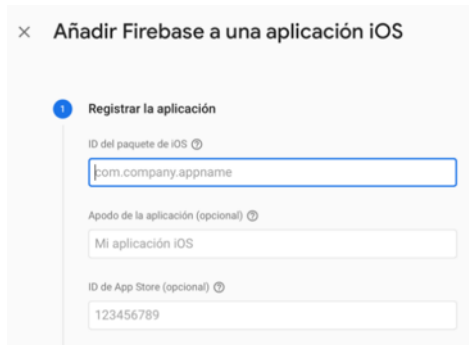 Añadir Firebase a una aplicación iOS
1 Registrar la aplicación
ID del paquete de iOS
com.company.appname
Apodo de la aplicación (opcional)
Mi aplicación iOS
ID de App Store (opcional)
123456789